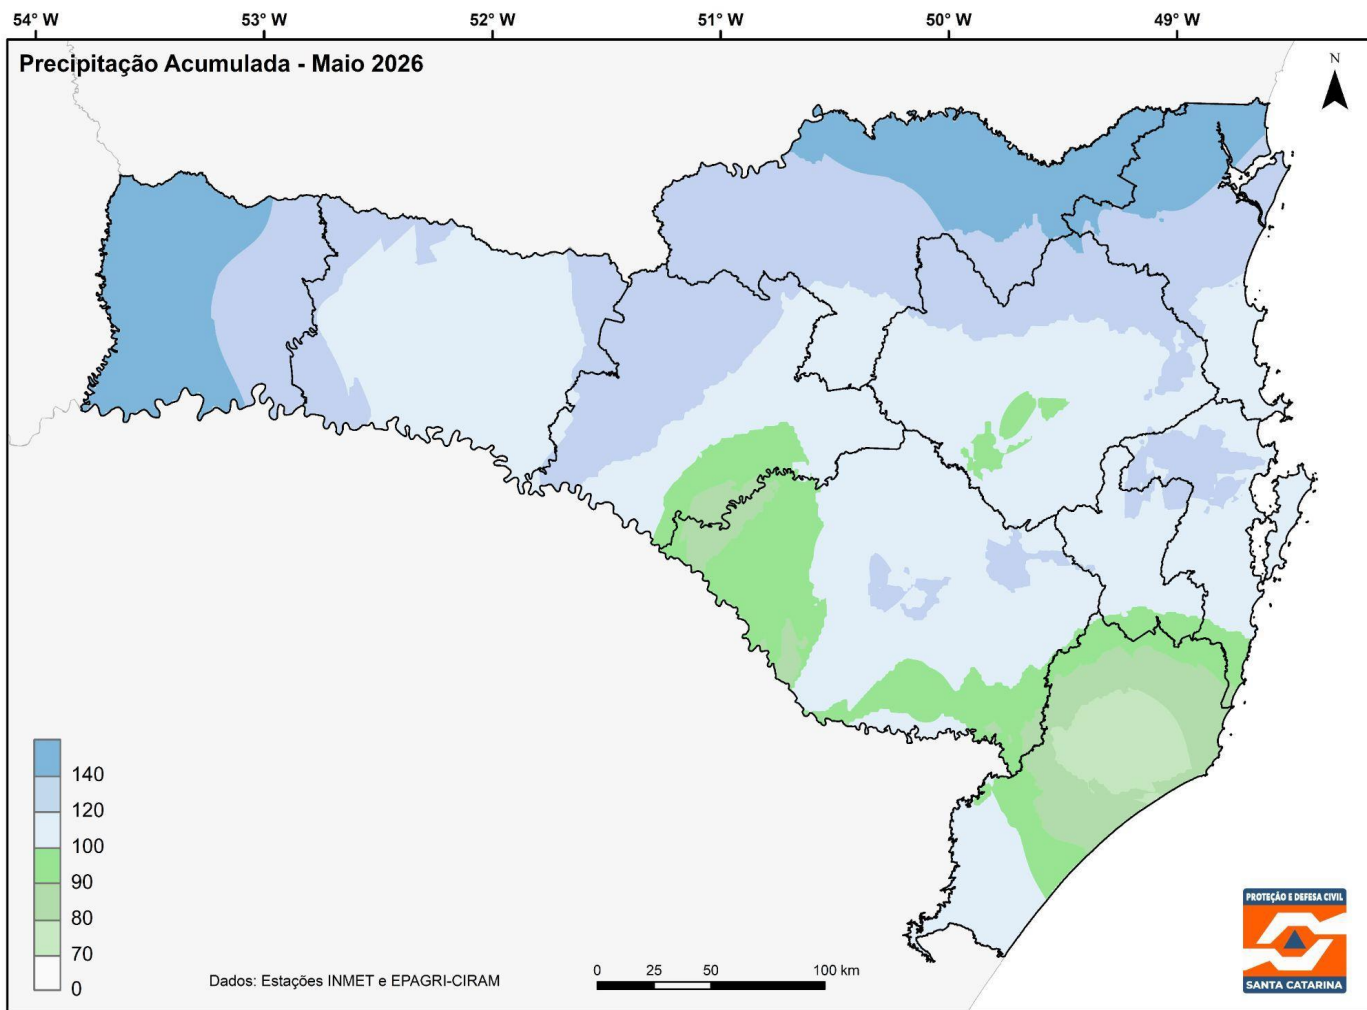 54° W 53° W 52° W 51° W 50° W 49° W
Precipitação Acumulada - Maio 2026
N
140
120
100
90
80
70
0
Dados: Estações INMET e EPAGRI-CIRAM
0 25 50 100 km
PROTEÇÃO E DEFESA CIVIL
SANTA CATARINA